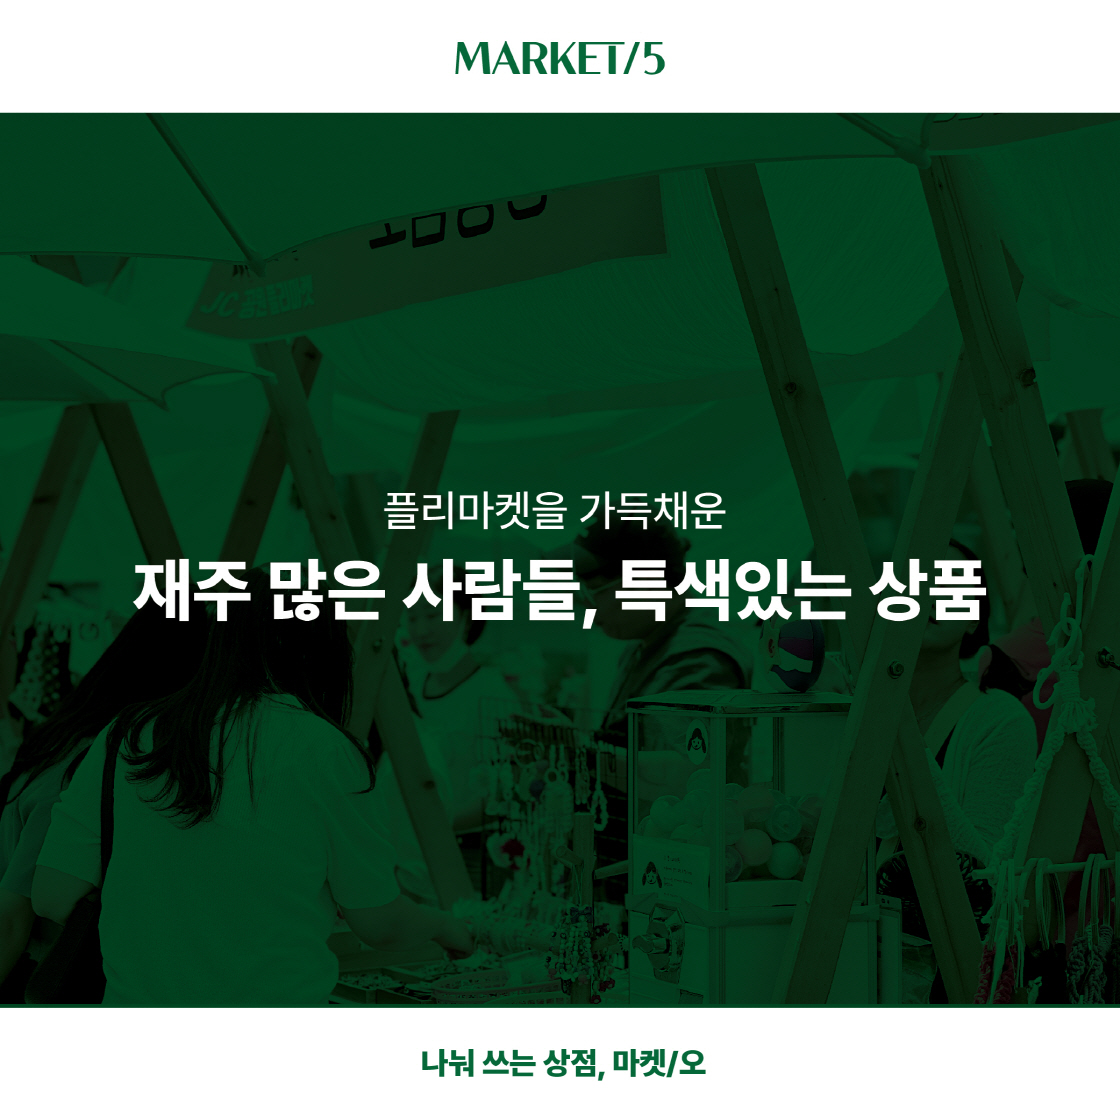 MARKET/5
플리마켓을 가득채운
재주 많은 사람들, 특색있는 상품
나눠 쓰는 상점, 마켓/오